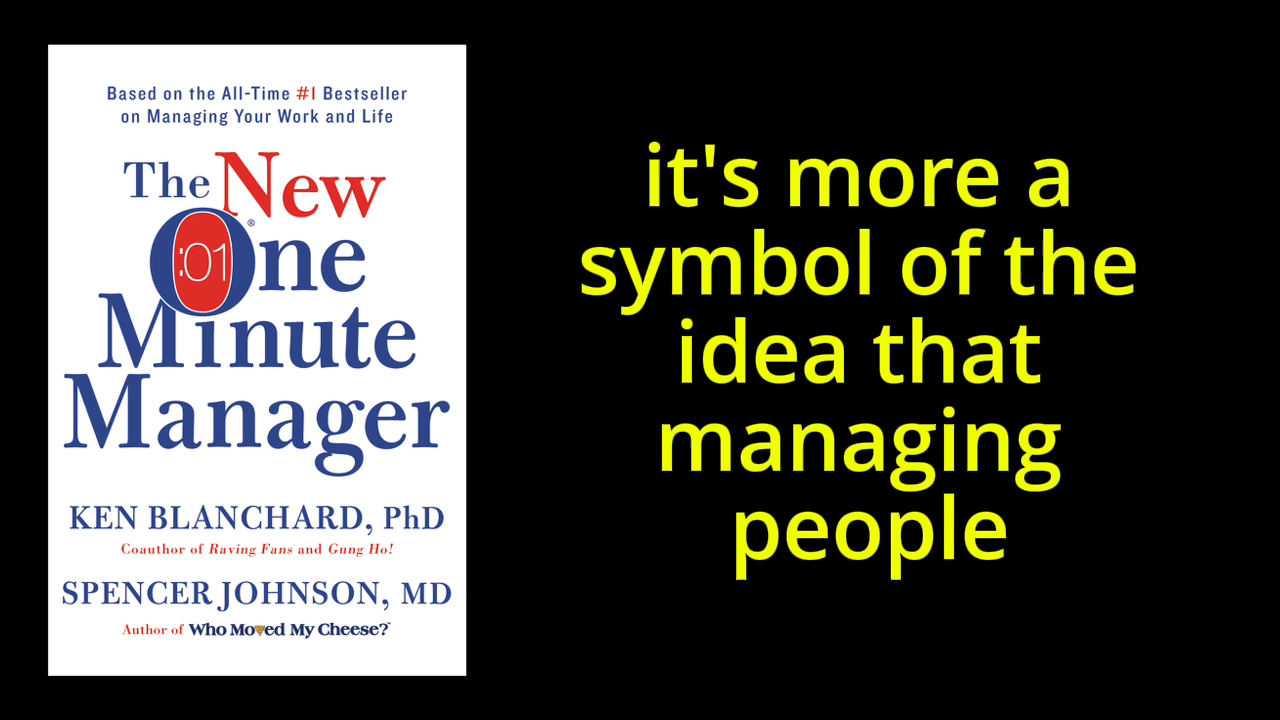 Based on the All-Time #1 Bestseller
on Managing Your Work and Life
The New
:01
One
®
Minute
Manager
KEN BLANCHARD, PhD
Coauthor of Raving Fans and Gung Ho!
SPENCER JOHNSON, MD
Author of Who Moved My Cheese?™
it's more a
symbol of the
idea that
managing
people